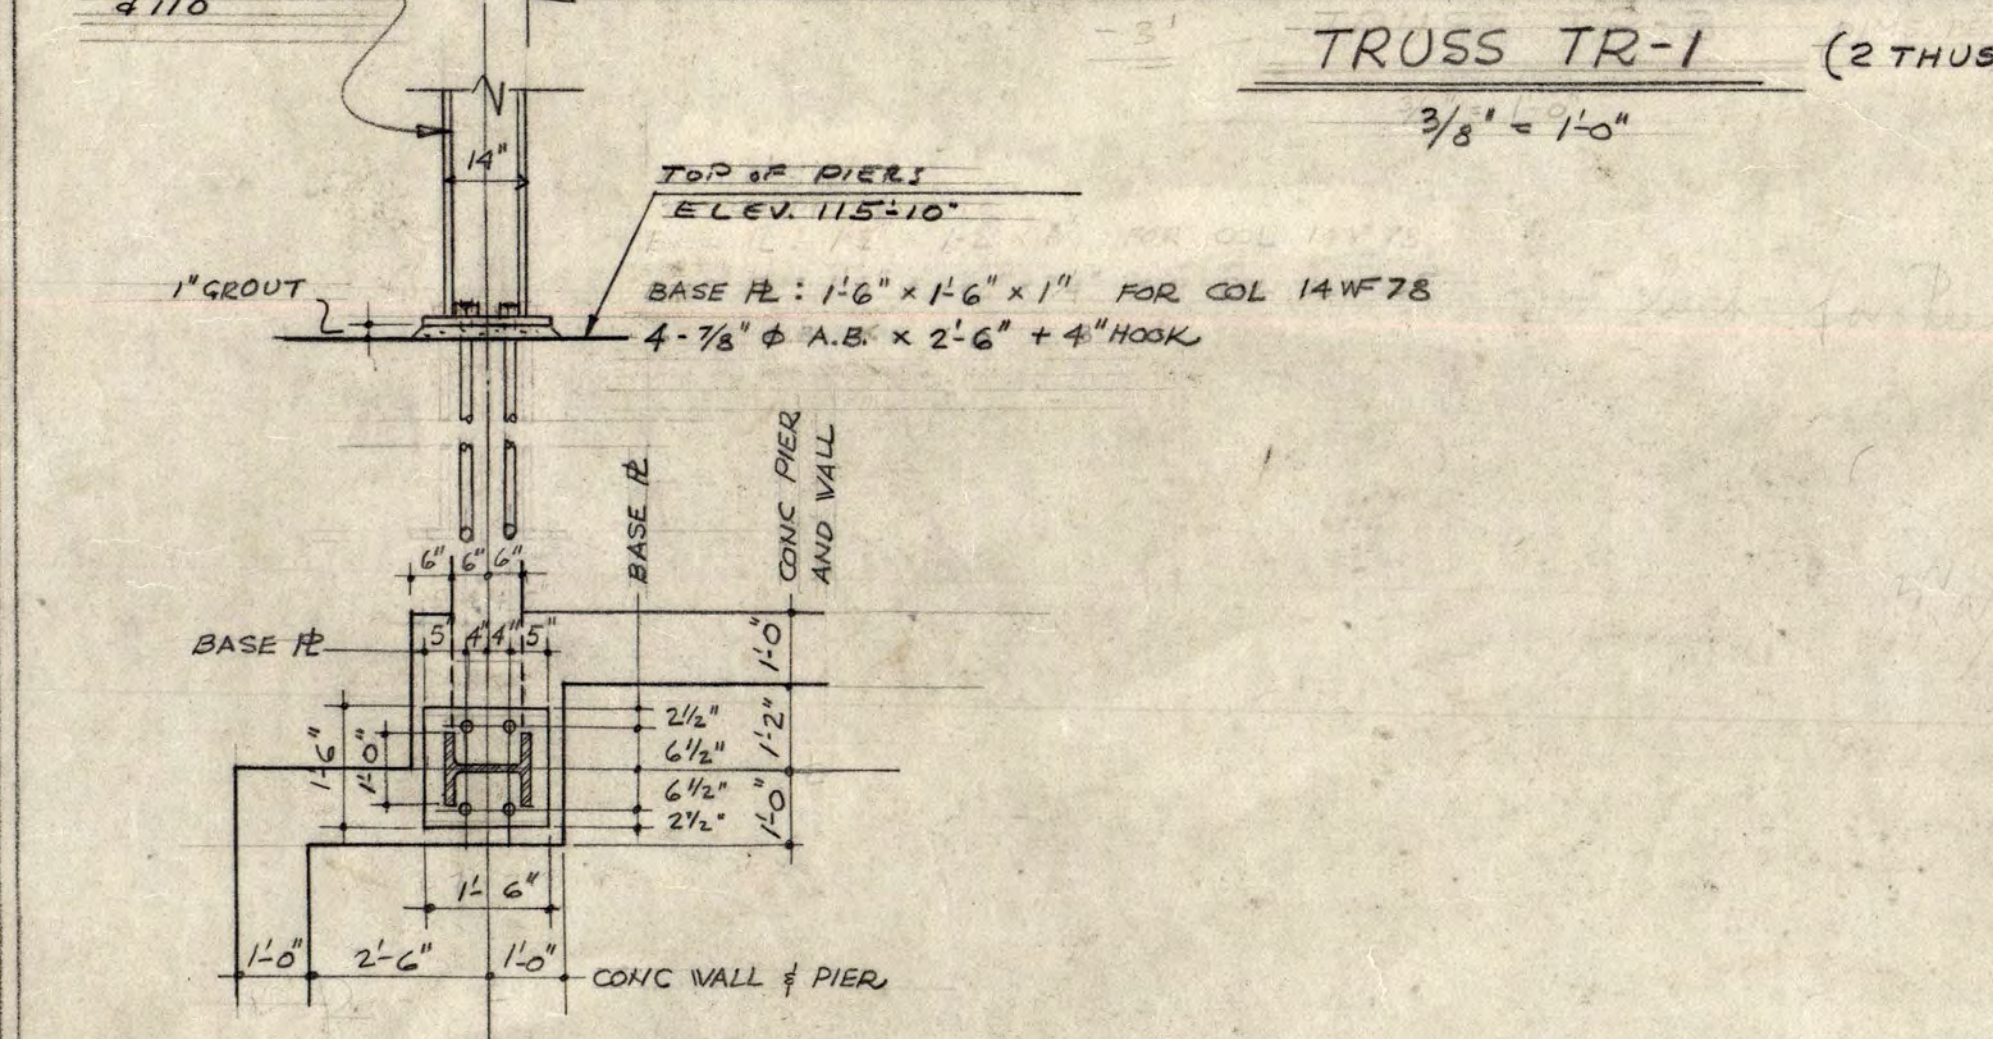 & 110
TRUSS TR-1 (2 THUS
3/8" = 1'-0"
14"
TOP OF PIERS
ELEV. 115'-10"
1" GROUT
BASE PL : 1'-6" x 1'-6" x 1" FOR COL 14 WF 78
4 - 7/8" φ A.B. x 2'-6" + 4" HOOK
BASE PL
CONC PIER
AND WALL
6" 6" 6"
BASE PL
5" 4" 4" 5"
1'-0"
1'-2"
1'-0"
2 1/2"
6 1/2"
6 1/2"
2 1/2"
1'-6"
1'-0"
1'-6"
1'-0" 2'-6" 1'-0" CONC WALL & PIER